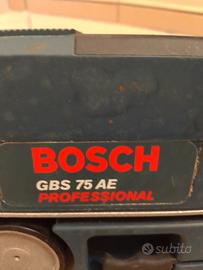 BOSCH
GBS 75 AE
PROFESSIONAL
subito